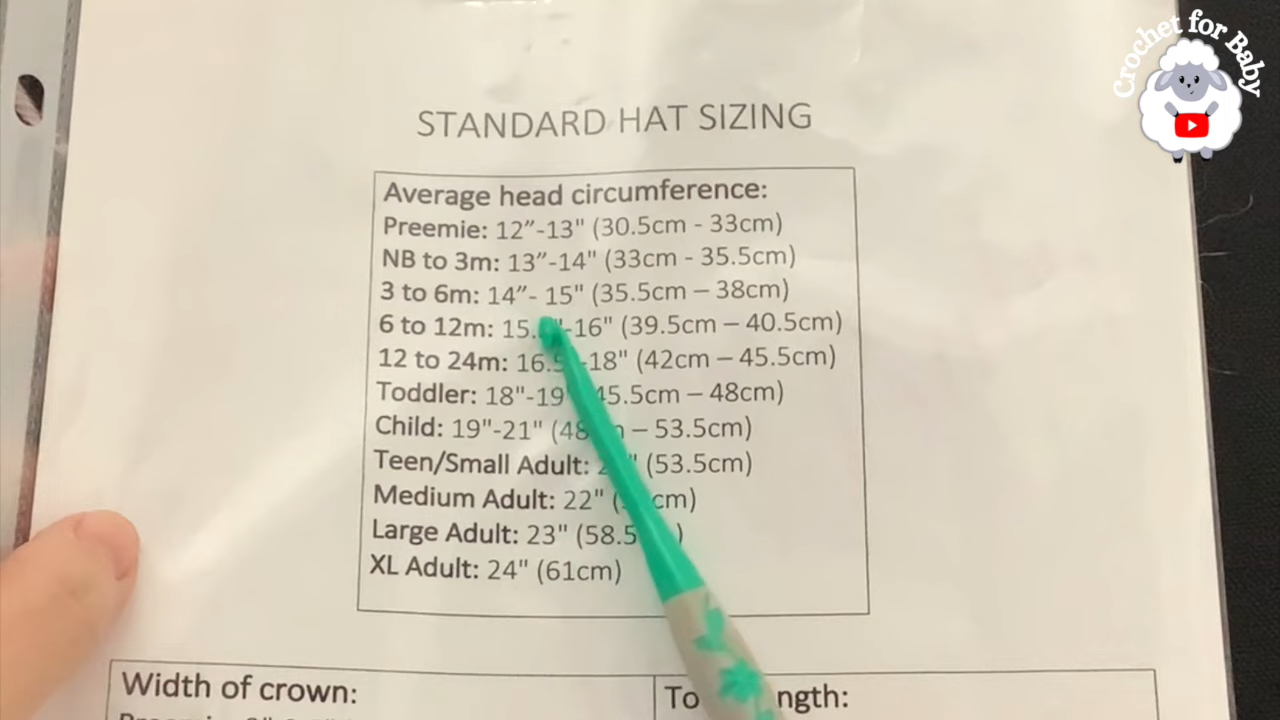 Crochet for Baby
STANDARD HAT SIZING
Average head circumference:
Preemie: 12”-13" (30.5cm - 33cm)
NB to 3m: 13”-14" (33cm - 35.5cm)
3 to 6m: 14”- 15" (35.5cm – 38cm)
6 to 12m: -16" (39.5cm – 40.5cm)
12 to 24m: -18" (42cm – 45.5cm)
Toddler: 18"-19 45.5cm – 48cm)
Child: 19"-21" – 53.5cm)
Teen/Small Adult: (53.5cm)
Medium Adult: 22"
Large Adult: 23" (58.5
XL Adult: 24" (61cm)
Width of crown: